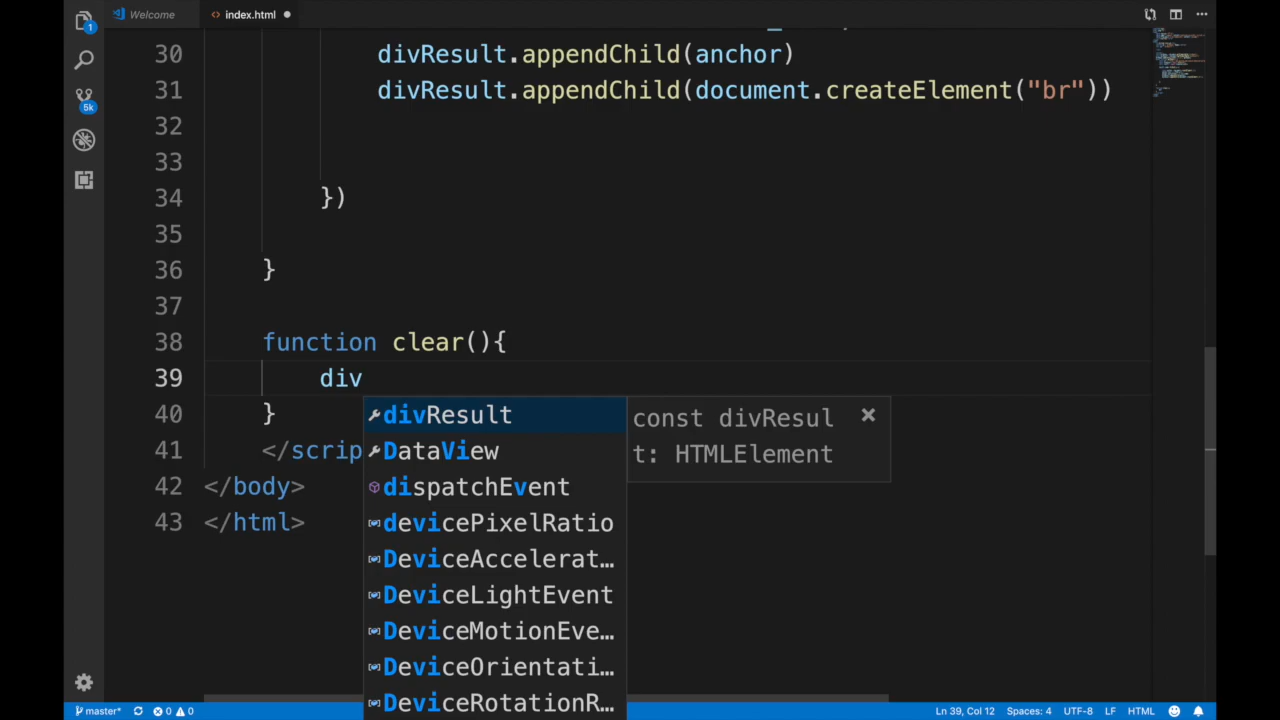 Welcome
index.html
1
5k
30 divResult.appendChild(anchor)
31 divResult.appendChild(document.createElement("br"))
32
33
34 })
35
36 }
37
38 function clear(){
39 div
40 }
41 </scrip
42 </body>
43 </html>
divResult
DataView
dispatchEvent
devicePixelRatio
DeviceAccelerat…
DeviceLightEvent
DeviceMotionEve…
DeviceOrientati…
DeviceRotationR…
const divResul
t: HTMLElement
master* 0 0 Ln 39, Col 12 Spaces: 4 UTF-8 LF HTML